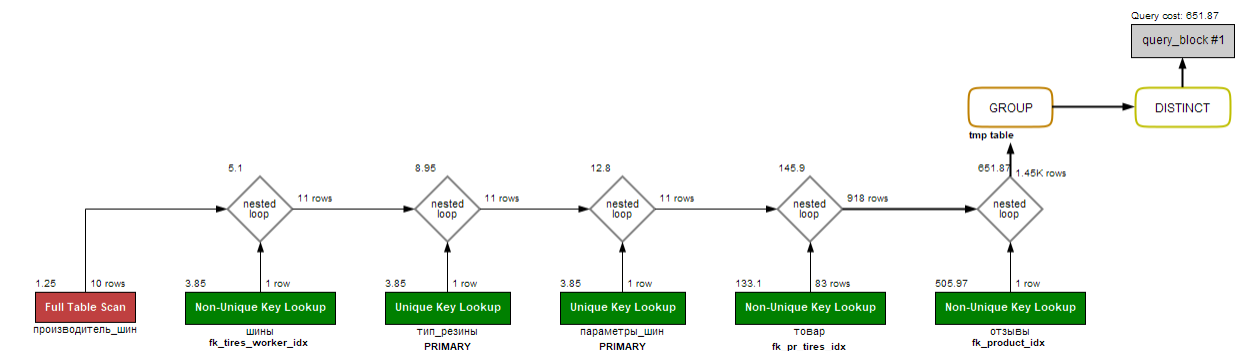 Query cost: 651.87
query_block #1
GROUP
DISTINCT
tmp table
5.1
8.95
12.8
145.9
651.87
1.45K rows
nested loop
11 rows
nested loop
11 rows
nested loop
11 rows
nested loop
918 rows
nested loop
1.25
10 rows
3.85
1 row
3.85
1 row
3.85
1 row
133.1
83 rows
505.97
1 row
Full Table Scan
Non-Unique Key Lookup
Unique Key Lookup
Unique Key Lookup
Non-Unique Key Lookup
Non-Unique Key Lookup
производитель_шин
шины
тип_резины
параметры_шин
товар
отзывы
fk_tires_worker_idx
PRIMARY
PRIMARY
fk_pr_tires_idx
fk_product_idx